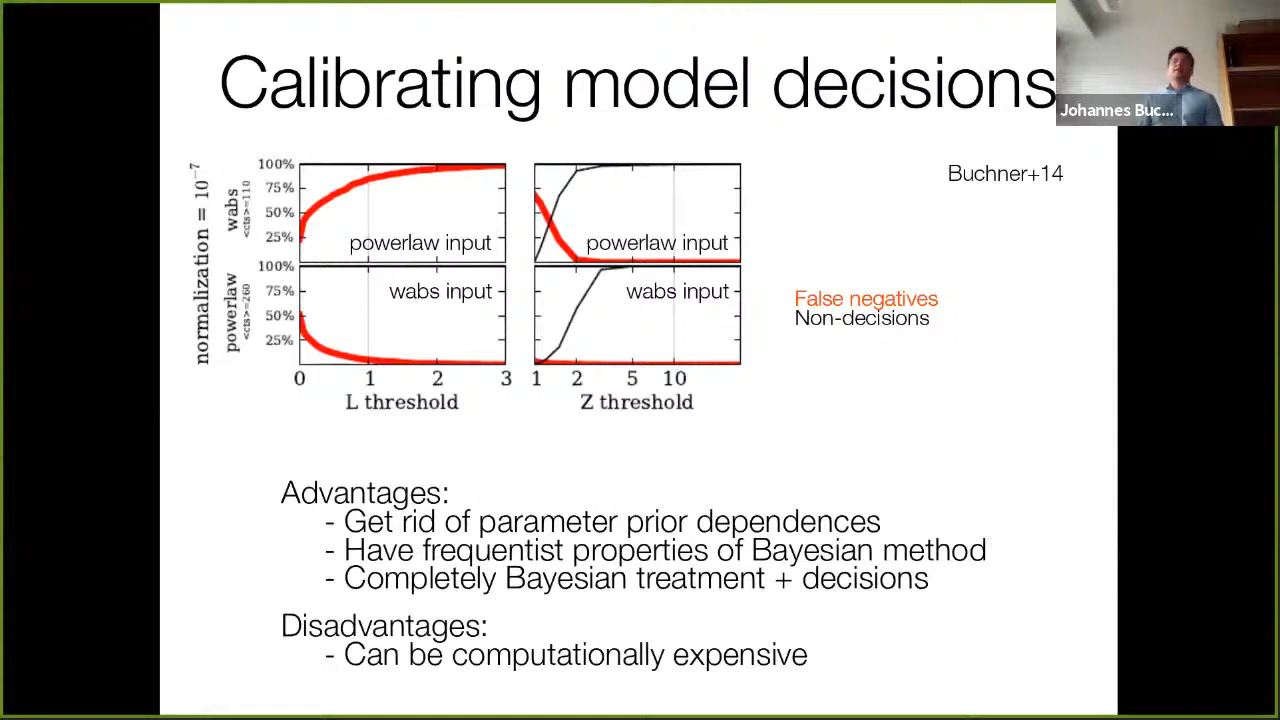 Calibrating model decisions
Johannes Buc...
Buchner+14
normalization = 10⁻⁷
wabs
<cts>=110
powerlaw
<cts>=260
100%
75%
50%
25%
100%
75%
50%
25%
powerlaw input
powerlaw input
wabs input
wabs input
False negatives
Non-decisions
0 1 2 3
1 2 5 10
L threshold
Z threshold
Advantages:
- Get rid of parameter prior dependences
- Have frequentist properties of Bayesian method
- Completely Bayesian treatment + decisions
Disadvantages:
- Can be computationally expensive